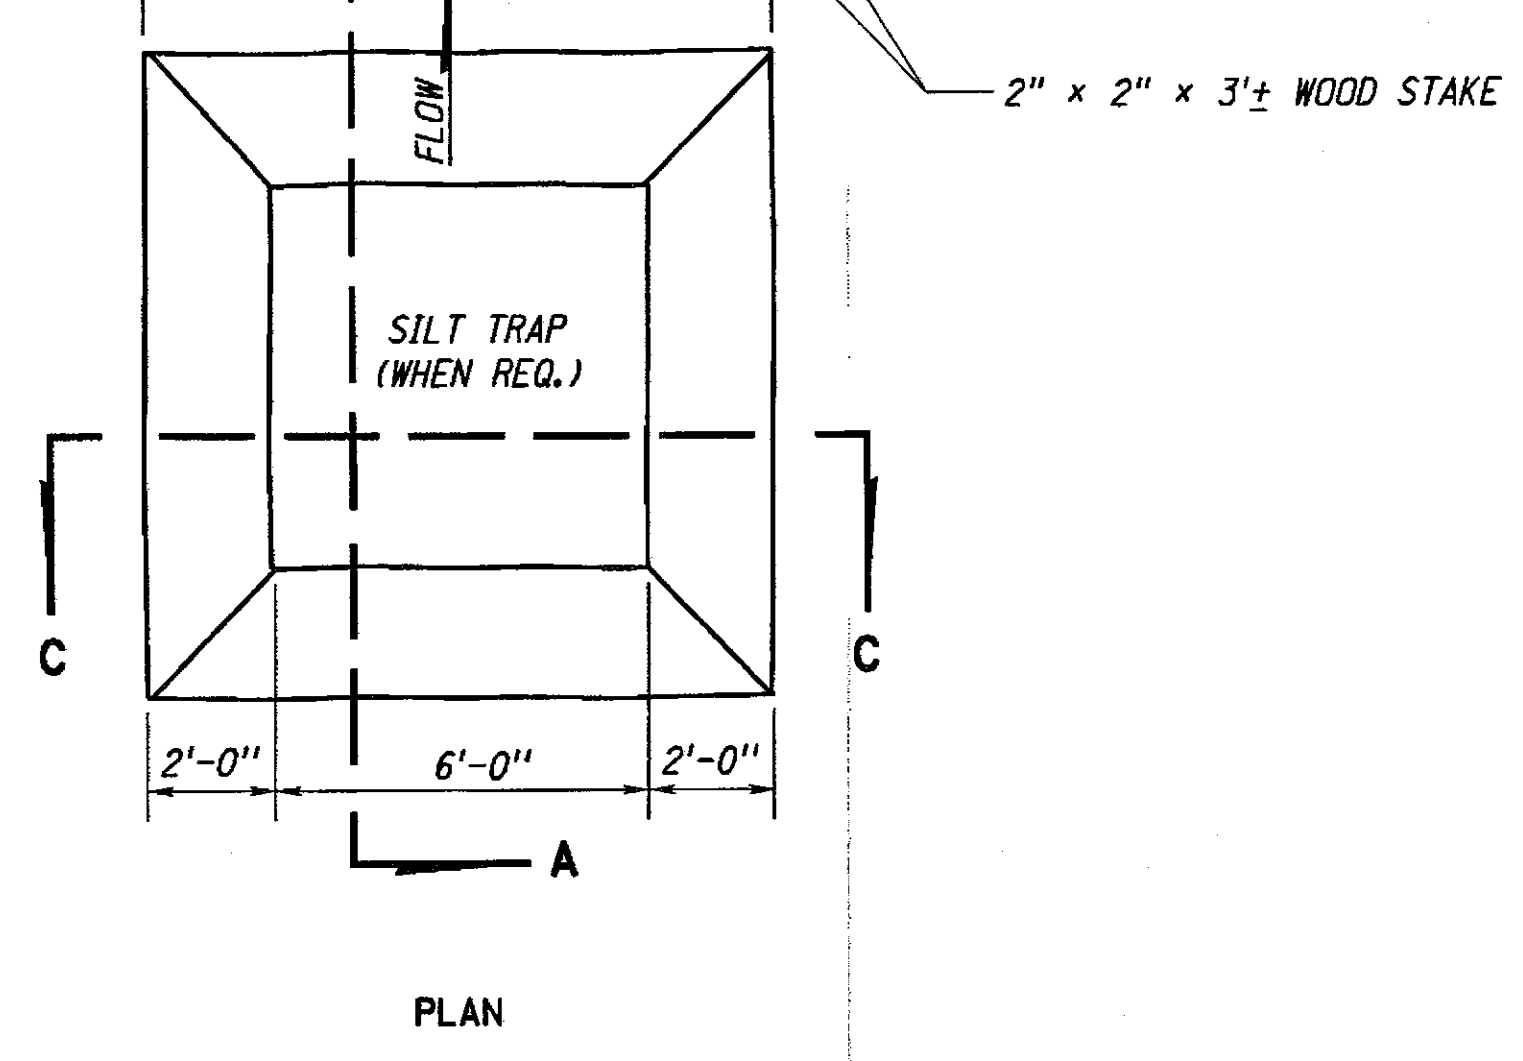 2" × 2" × 3'± WOOD STAKE
FLOW
SILT TRAP
(WHEN REQ.)
C
C
2'-0"
6'-0"
2'-0"
A
PLAN